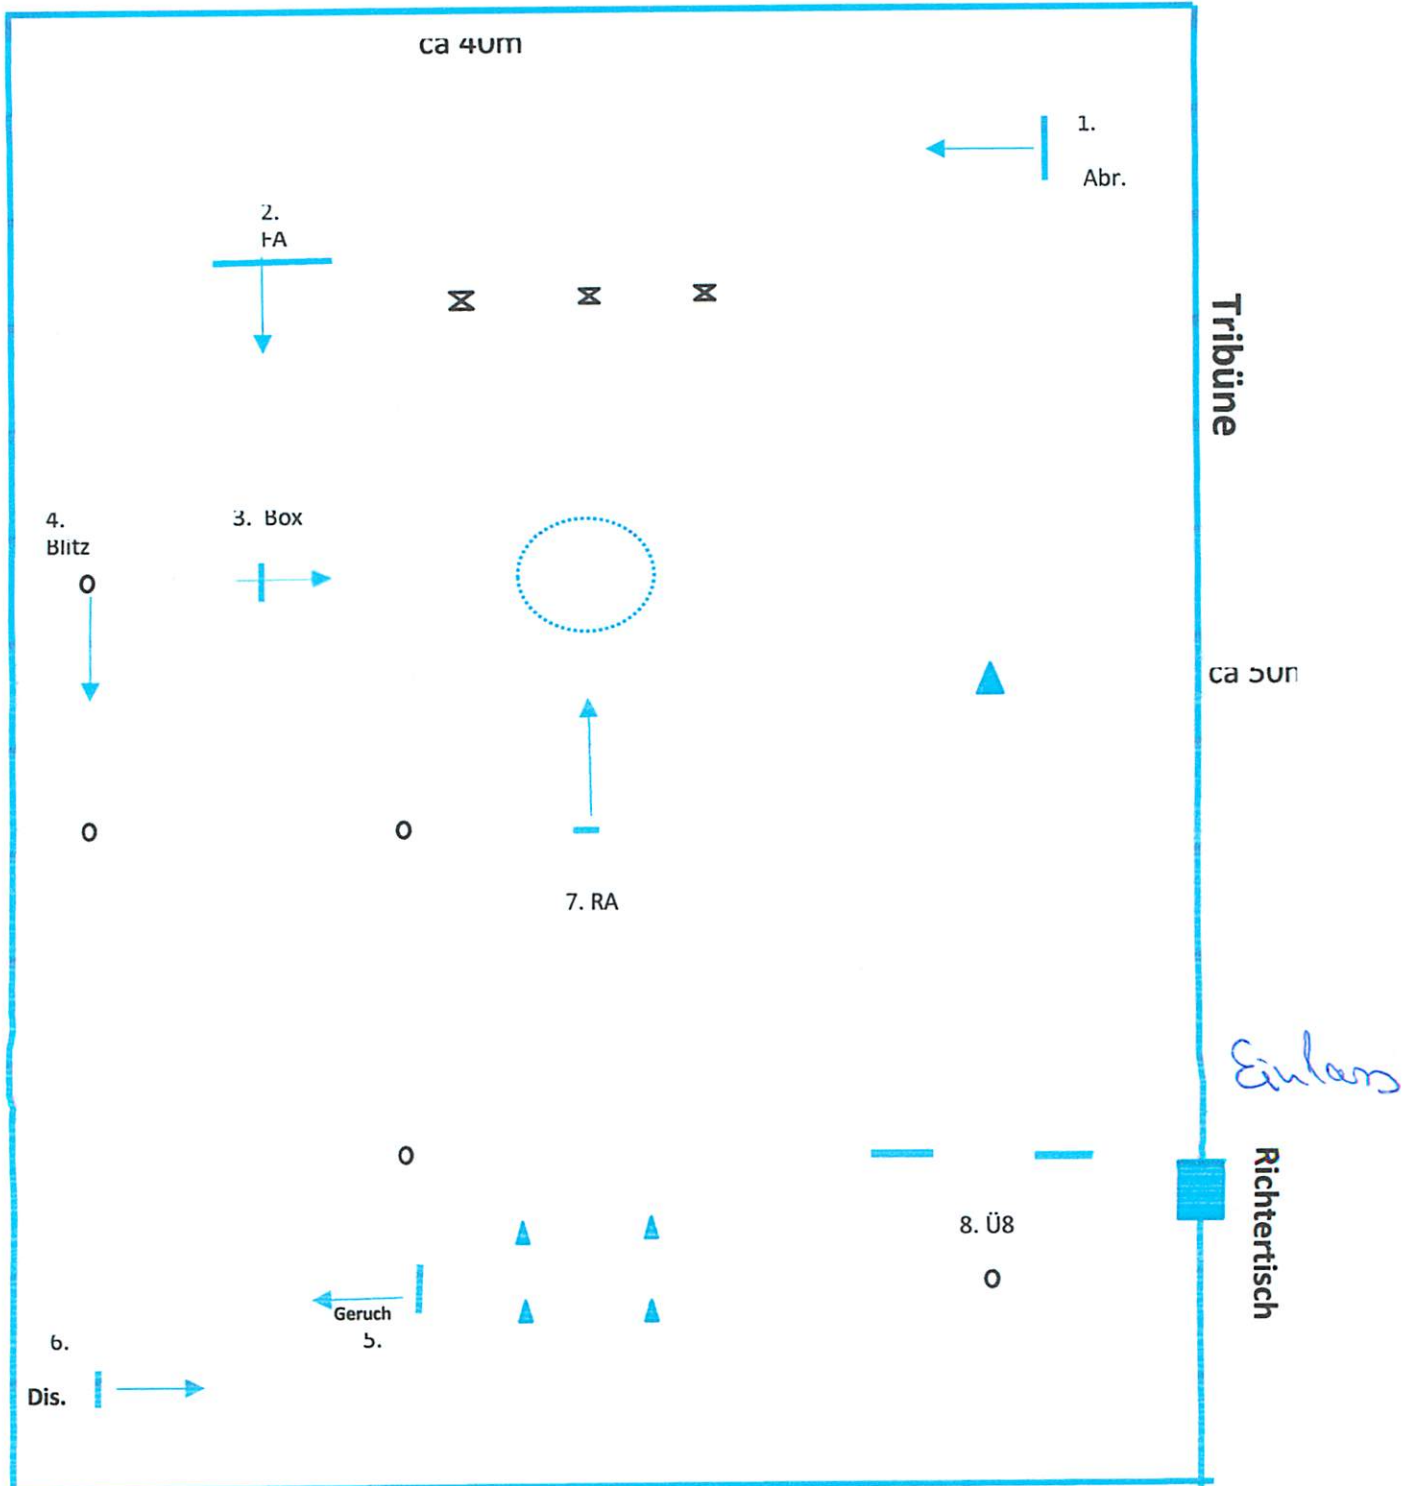 ca 40m
1.
Abr.
2.
FA
Tribüne
4.
Blitz
3. Box
ca 50m
7. RA
Einlass
Richtertisch
8. Ü8
Geruch
5.
6.
Dis.